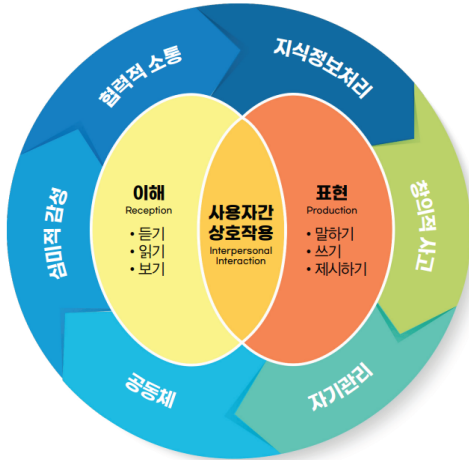 협력적 소통
지식정보처리
창의적 사고
자기관리
공동체
심미적 감성
이해
Reception
• 듣기
• 읽기
• 보기
사용자간
상호작용
Interpersonal
Interaction
표현
Production
• 말하기
• 쓰기
• 제시하기